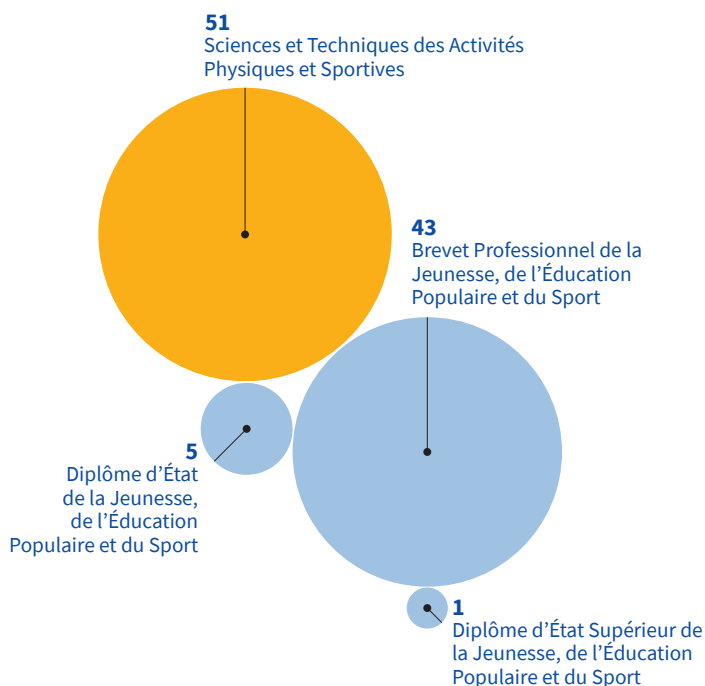 51
Sciences et Techniques des Activités
Physiques et Sportives
43
Brevet Professionnel de la
Jeunesse, de l’Éducation
Populaire et du Sport
5
Diplôme d’État
de la Jeunesse,
de l’Éducation
Populaire et du Sport
1
Diplôme d’État Supérieur de
la Jeunesse, de l’Éducation
Populaire et du Sport